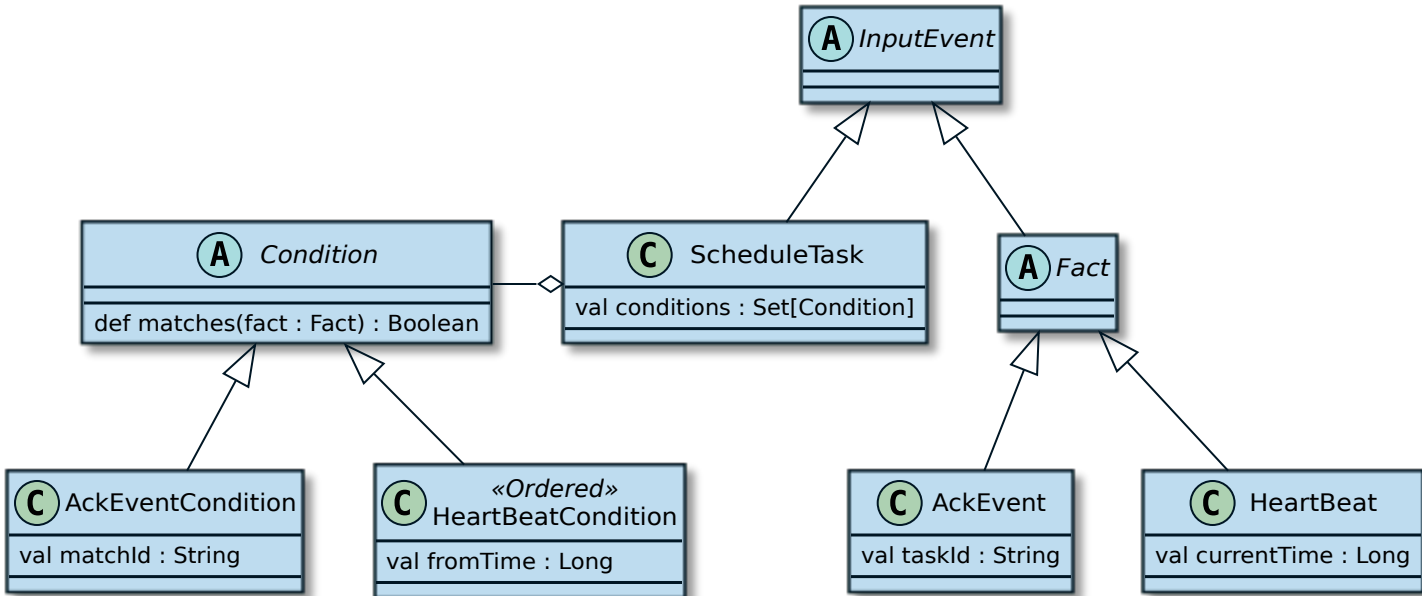 A InputEvent
A Condition
def matches(fact : Fact) : Boolean
C ScheduleTask
val conditions : Set[Condition]
A Fact
C AckEventCondition
val matchId : String
«Ordered»
C HeartBeatCondition
val fromTime : Long
C AckEvent
val taskId : String
C HeartBeat
val currentTime : Long